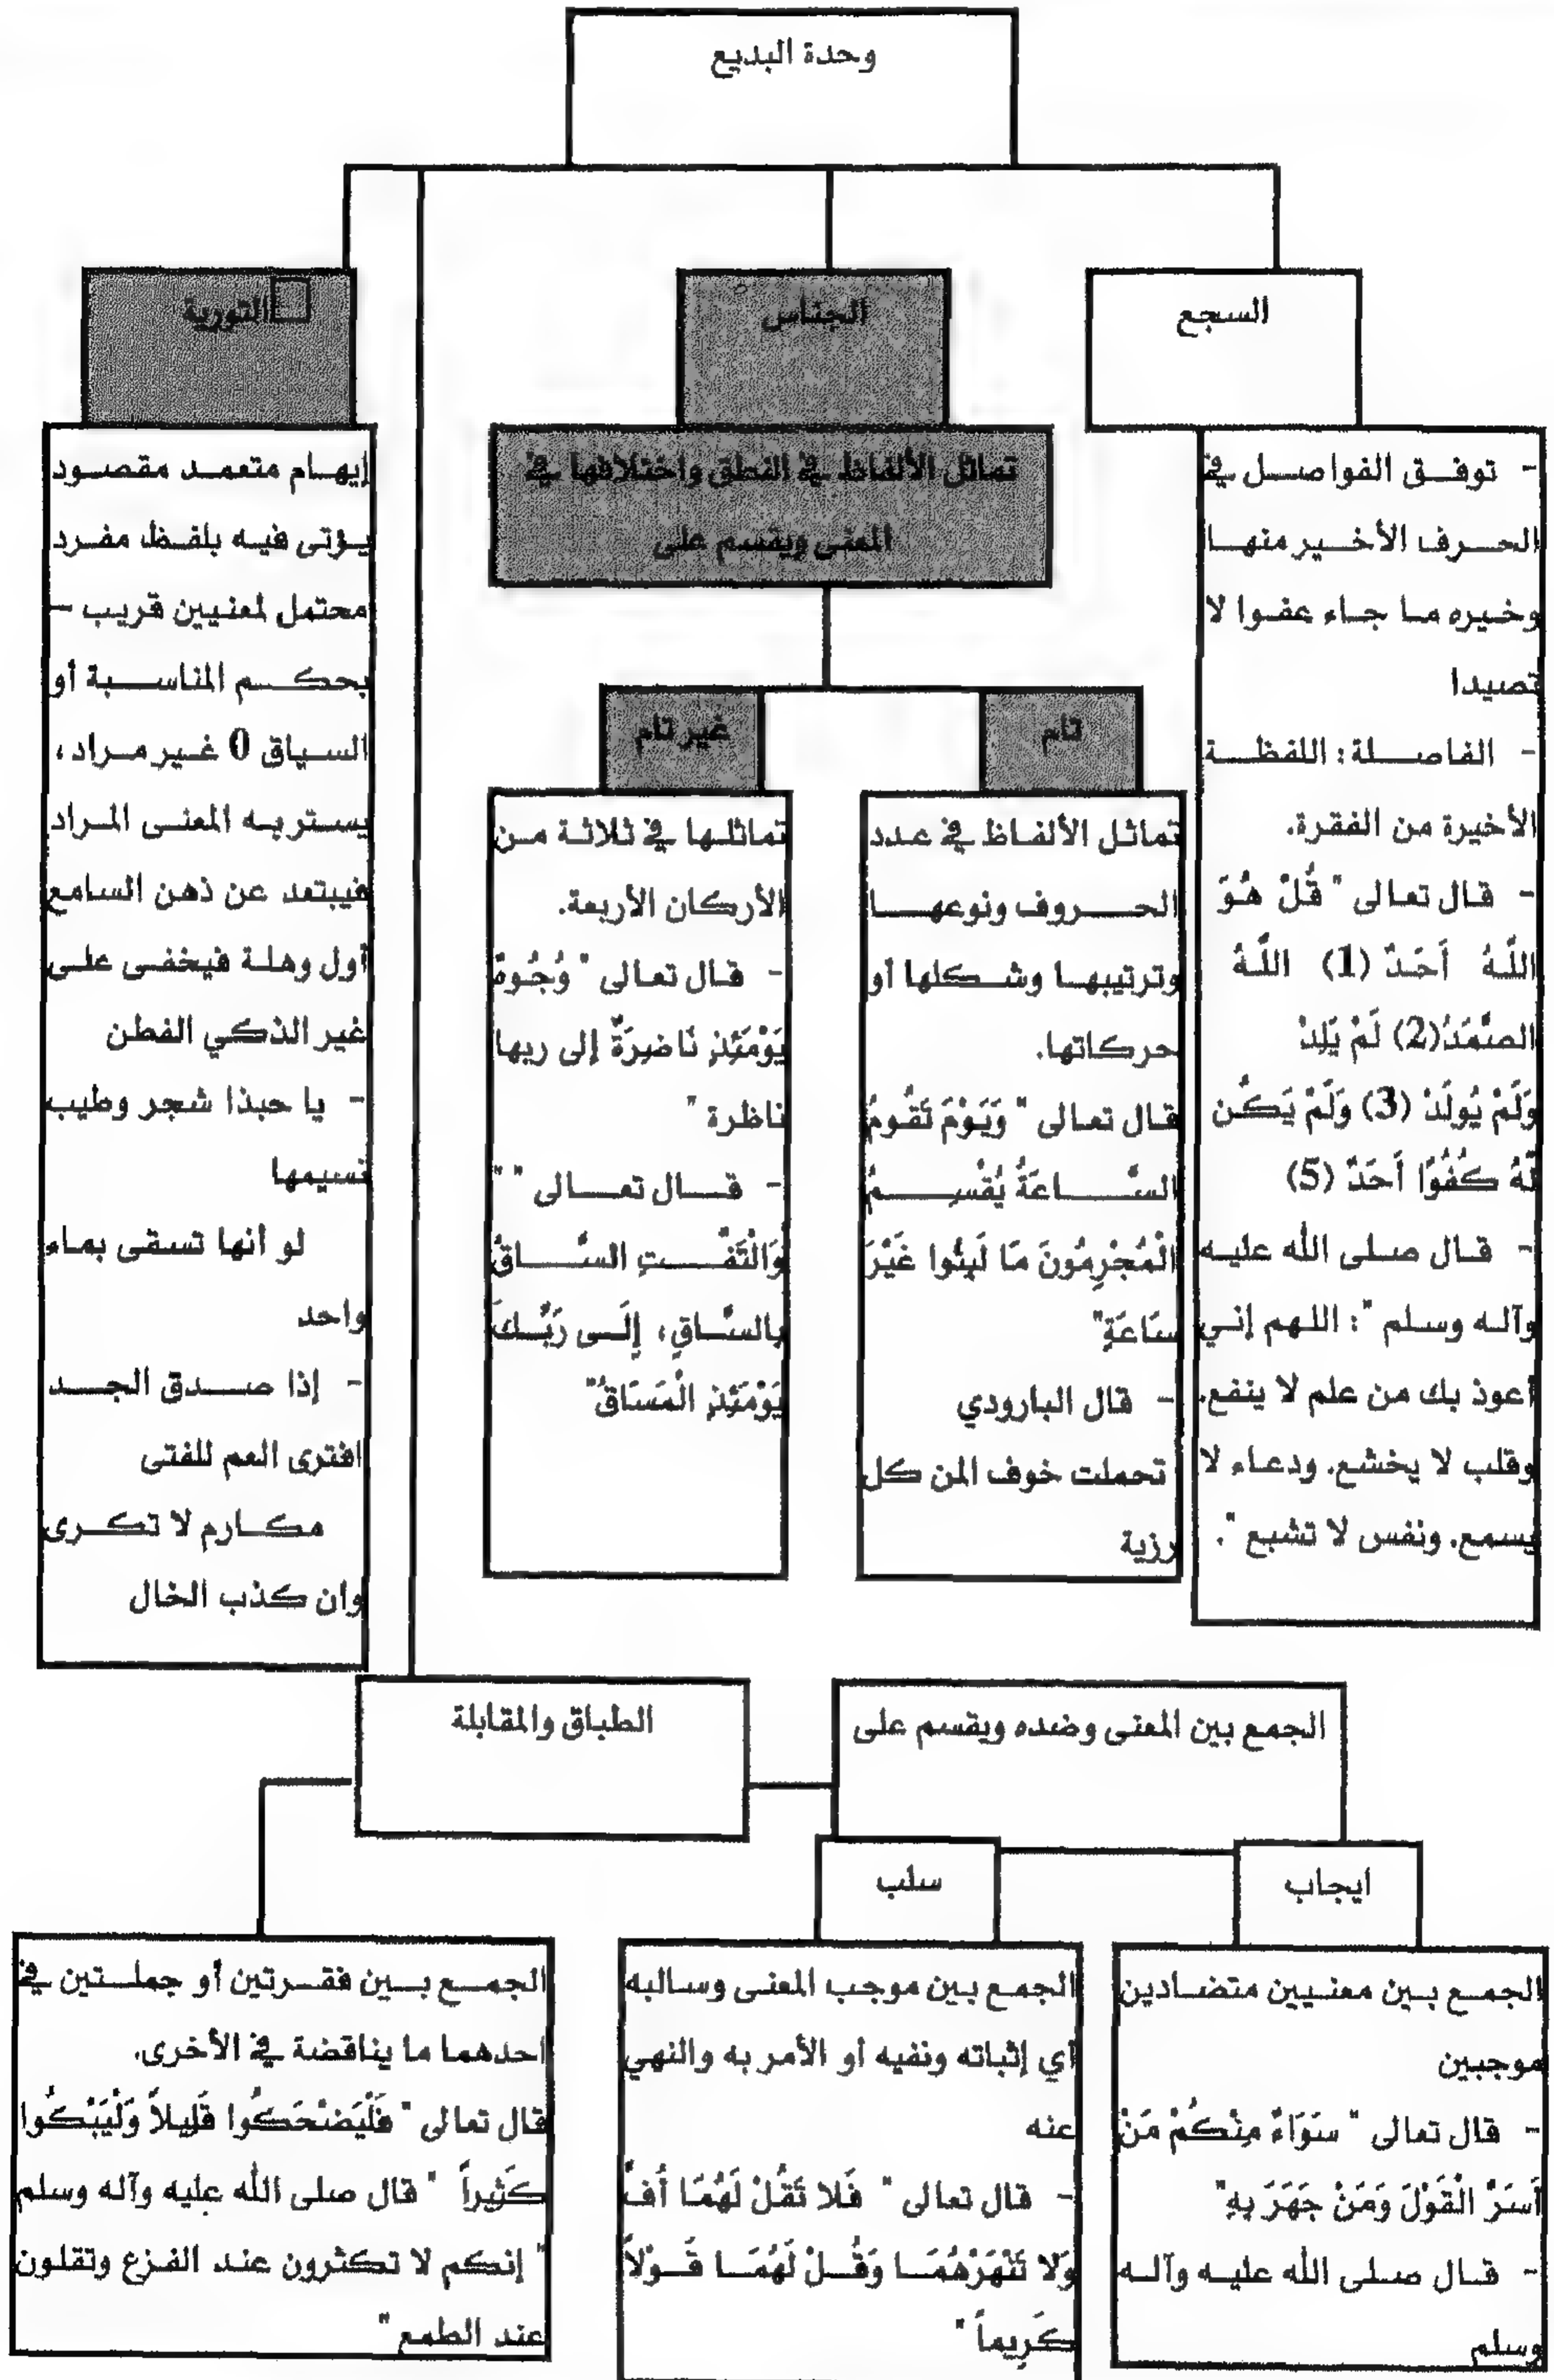 وحدة البديع
السجع
- توفق الفواصل في
الحرف الأخير منها
وخيره ما جاء عفوا لا
تصيدا
- الفاصلة: اللفظة
الأخيرة من الفقرة.
- قال تعالى " قُلْ هُوَ
اللَّهُ أَحَدٌ (1) اللَّهُ
الصَّمَدُ(2) لَمْ يَلِدْ
وَلَمْ يُولَدْ (3) وَلَمْ يَكُن
لَّهُ كُفُوًا أَحَدٌ (5)
- قال صلى الله عليه
وآله وسلم ": اللهم إني
أعوذ بك من علم لا ينفع.
وقلب لا يخشع. ودعاء لا
يسمع. ونفس لا تشبع ".
الجناس
تماثل الألفاظ في النطق واختلافها في
المعنى ويقسم على
تام
تماثل الألفاظ في عدد
الحروف ونوعها
وترتيبها وشكلها أو
حركاتها.
قال تعالى " وَيَوْمَ تَقُومُ
السَّاعَةُ يُقْسِمُ
الْمُجْرِمُونَ مَا لَبِثُوا غَيْرَ
سَاعَةٍ"
- قال البارودي
تحملت خوف المن كل
رزية
غير تام
تماثلها في ثلاثة من
الأركان الأربعة.
- قال تعالى " وُجُوهٌ
يَوْمَئِذٍ نَاضِرَةٌ إلى ربها
ناظرة "
- قال تعالى " "
وَالْتَفَّتِ السَّاقُ
بِالسَّاقِ، إِلَى رَبِّكَ
يَوْمَئِذٍ الْمَسَاقُ"
التورية
إيهام متعمد مقصود
يؤتى فيه بلفظ مفرد
محتمل لمعنيين قريب –
بحكم المناسبة أو
السياق 0 غير مراد،
يستر به المعنى المراد
فيبتعد عن ذهن السامع
أول وهلة فيخفى على
غير الذكي الفطن
- يا حبذا شجر وطيب
نسيمها
لو أنها تسقى بماء
واحد
- إذا صدق الجد
افترى العم للفتى
مكارم لا تكرى
وان كذب الخال
الطباق والمقابلة
الجمع بين المعنى وضده ويقسم على
ايجاب
الجمع بين معنيين متضادين
موجبين
- قال تعالى " سَوَاءٌ مِنْكُمْ مَنْ
أَسَرَّ الْقَوْلَ وَمَنْ جَهَرَ بِهِ"
- قال صلى الله عليه وآله
وسلم
سلب
الجمع بين موجب المعنى وسالبه
أي إثباته ونفيه أو الأمر به والنهي
عنه
- قال تعالى " فَلا تَقُلْ لَهُمَا أُفٍّ
وَلا تَنْهَرْهُمَا وَقُلْ لَهُمَا قَوْلاً
كَرِيماً "
الجمع بين فقرتين أو جملتين في
احدهما ما يناقضة في الأخرى.
قال تعالى " فَلْيَضْحَكُوا قَلِيلاً وَلْيَبْكُوا
كَثِيراً " قال صلى الله عليه وآله وسلم
" إنكم لا تكثرون عند الفزع وتقلون
عند الطمع "